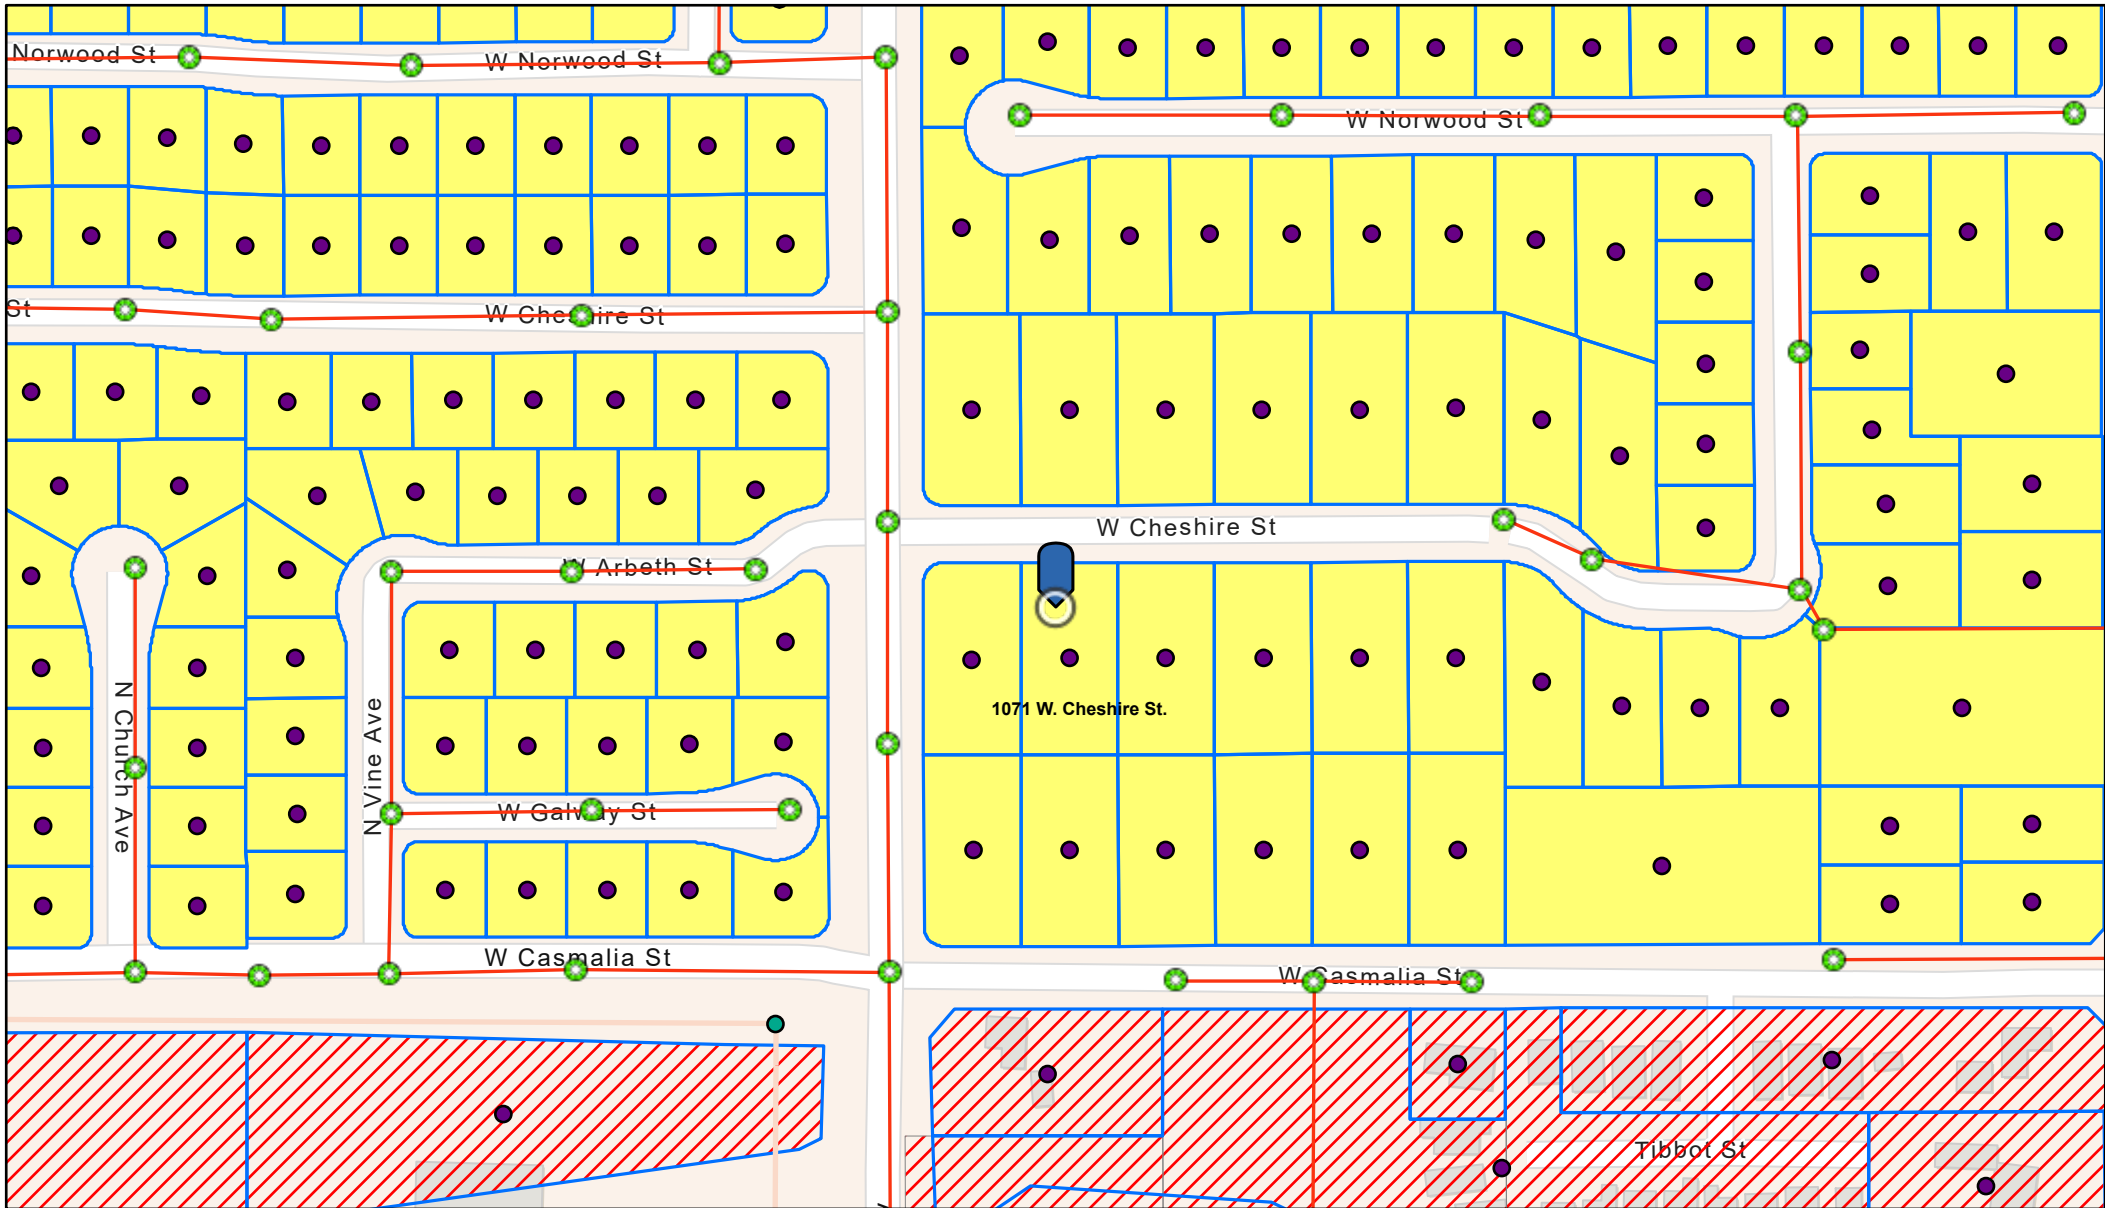 Norwood St
W Norwood St
W Norwood St
St
W Cheshire St
W Cheshire St
W Arbeth St
N Church Ave
N Vine Ave
1071 W. Cheshire St.
W Galway St
W Casmalia St
W Casmalia St
Tibbot St